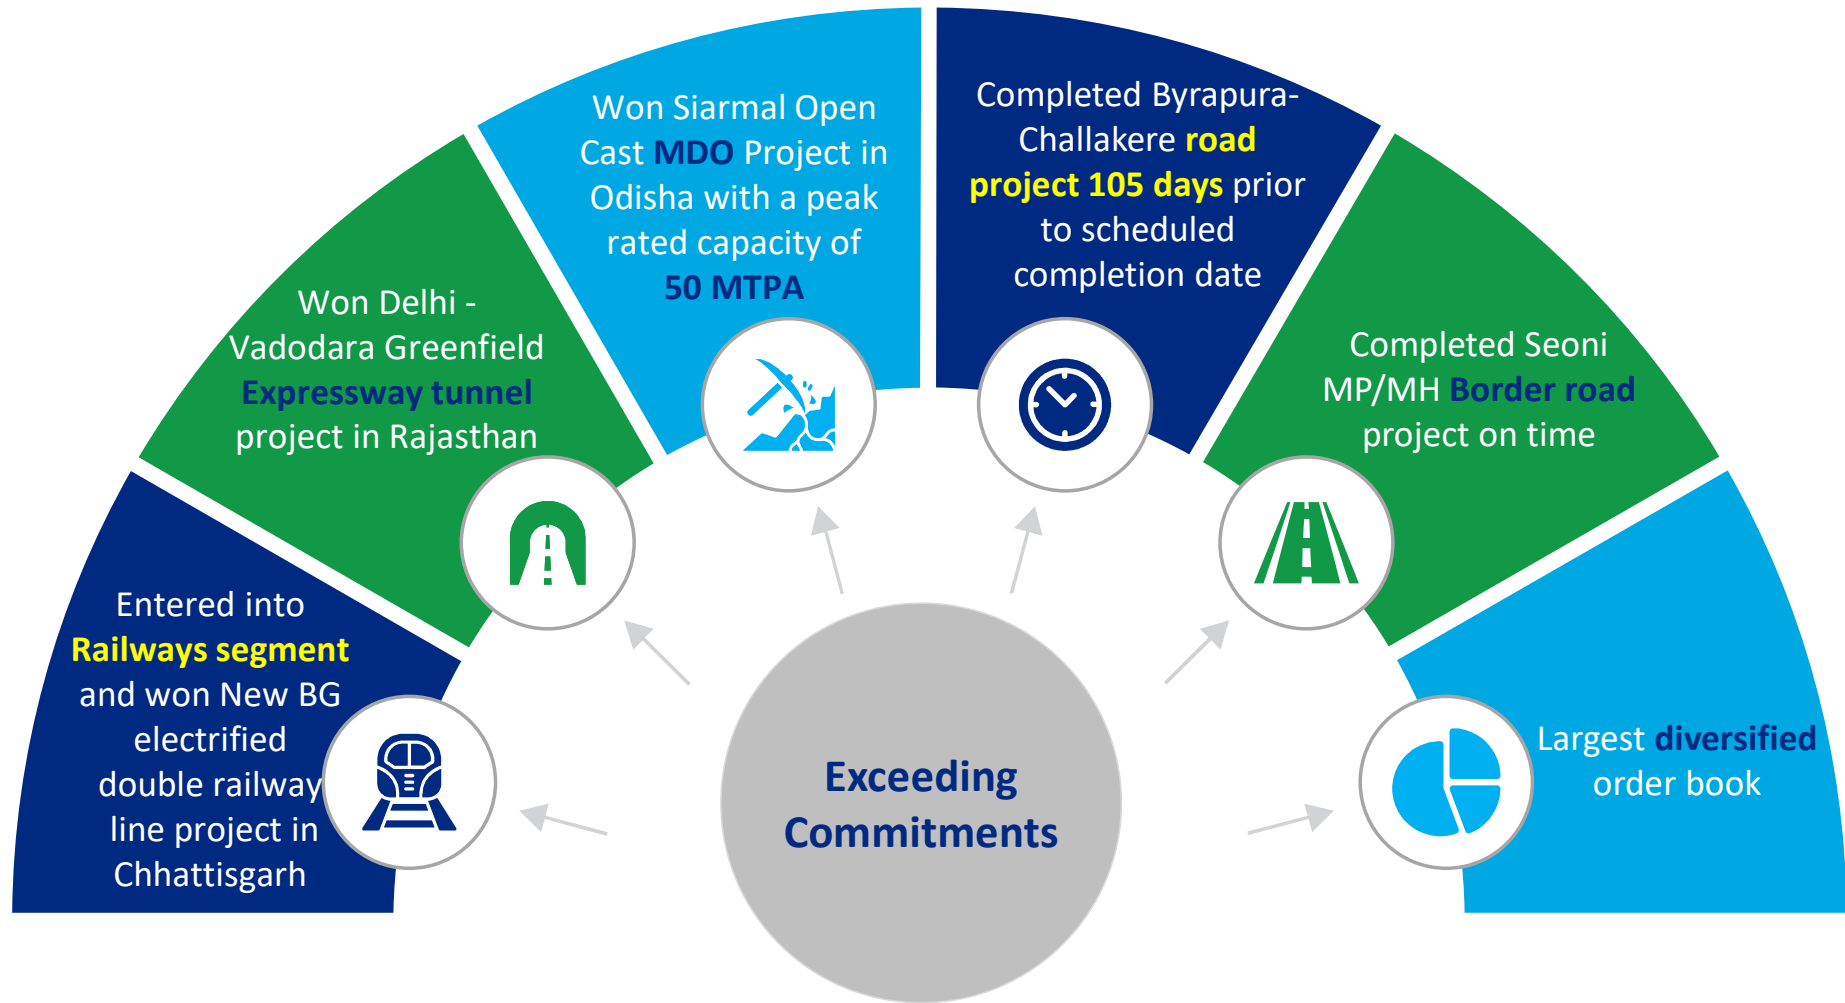 Entered into
Railways segment
and won New BG
electrified
double railway
line project in
Chhattisgarh
Won Delhi -
Vadodara Greenfield
Expressway tunnel
project in Rajasthan
Won Siarmal Open
Cast MDO Project in
Odisha with a peak
rated capacity of
50 MTPA
Completed Byrapura-
Challakere road
project 105 days prior
to scheduled
completion date
Completed Seoni
MP/MH Border road
project on time
Largest diversified
order book
Exceeding
Commitments